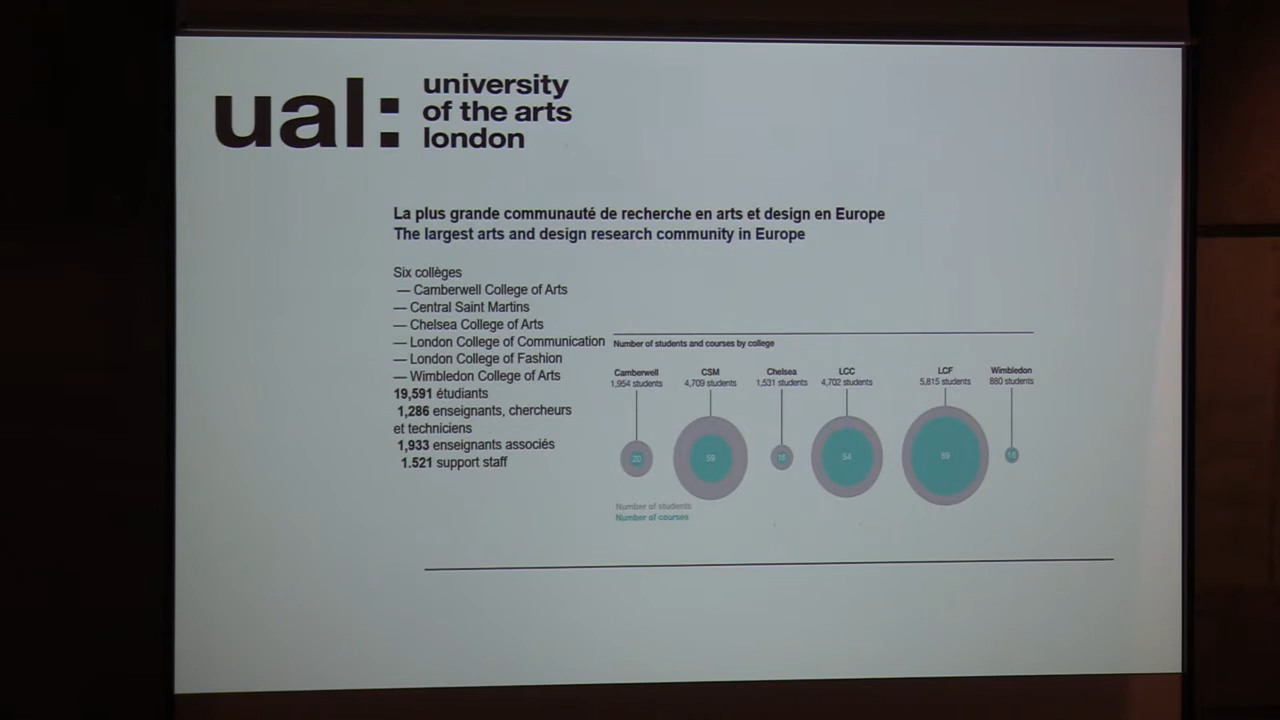 ual:
university
of the arts
london
La plus grande communauté de recherche en arts et design en Europe
The largest arts and design research community in Europe
Six collèges
— Camberwell College of Arts
— Central Saint Martins
— Chelsea College of Arts
— London College of Communication
— London College of Fashion
— Wimbledon College of Arts
19,591 étudiants
1,286 enseignants, chercheurs
et techniciens
1,933 enseignants associés
1.521 support staff
Number of students and courses by college
Camberwell
1,954 students
CSM
4,709 students
Chelsea
1,531 students
LCC
4,702 students
LCF
5,815 students
Wimbledon
880 students
20
59
54
Number of students
Number of courses